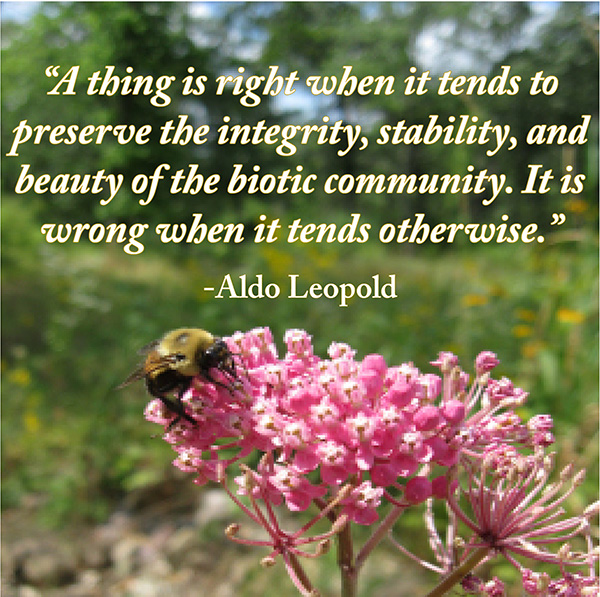 “A thing is right when it tends to
preserve the integrity, stability, and
beauty of the biotic community. It is
wrong when it tends otherwise.”
-Aldo Leopold